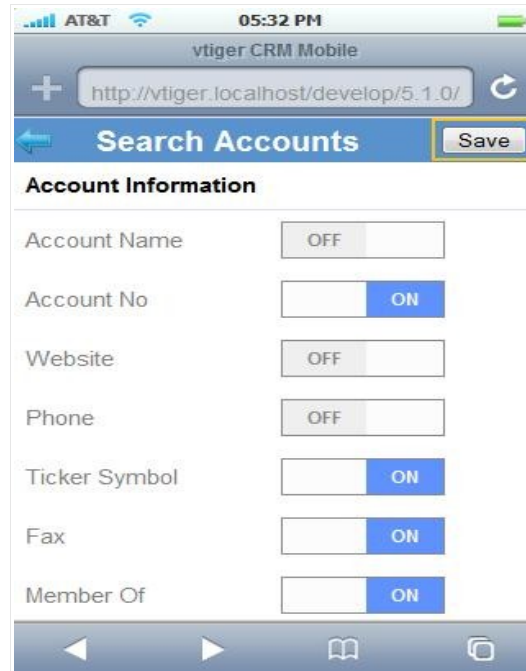 AT&T 05:32 PM
vtiger CRM Mobile
http://vtiger.localhost/develop/5.1.0/
Search Accounts Save
Account Information
Account Name OFF
Account No ON
Website OFF
Phone OFF
Ticker Symbol ON
Fax ON
Member Of ON